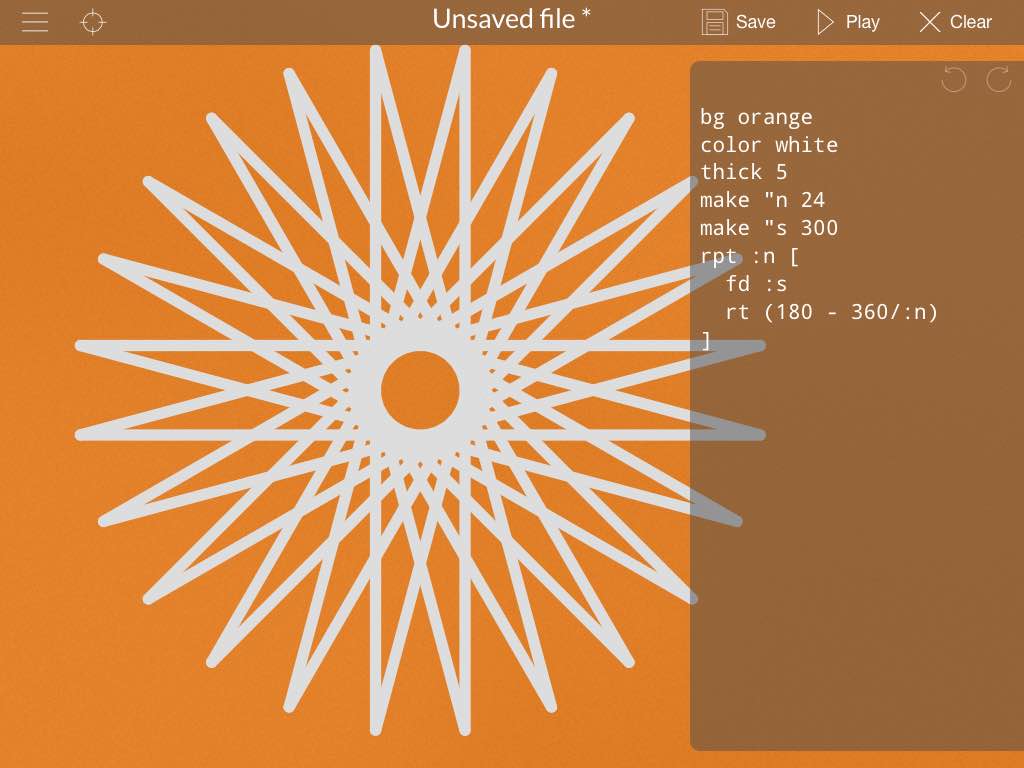 Unsaved file *
Save
Play
Clear
bg orange
color white
thick 5
make "n 24
make "s 300
rpt :n [
  fd :s
  rt (180 - 360/:n)
]